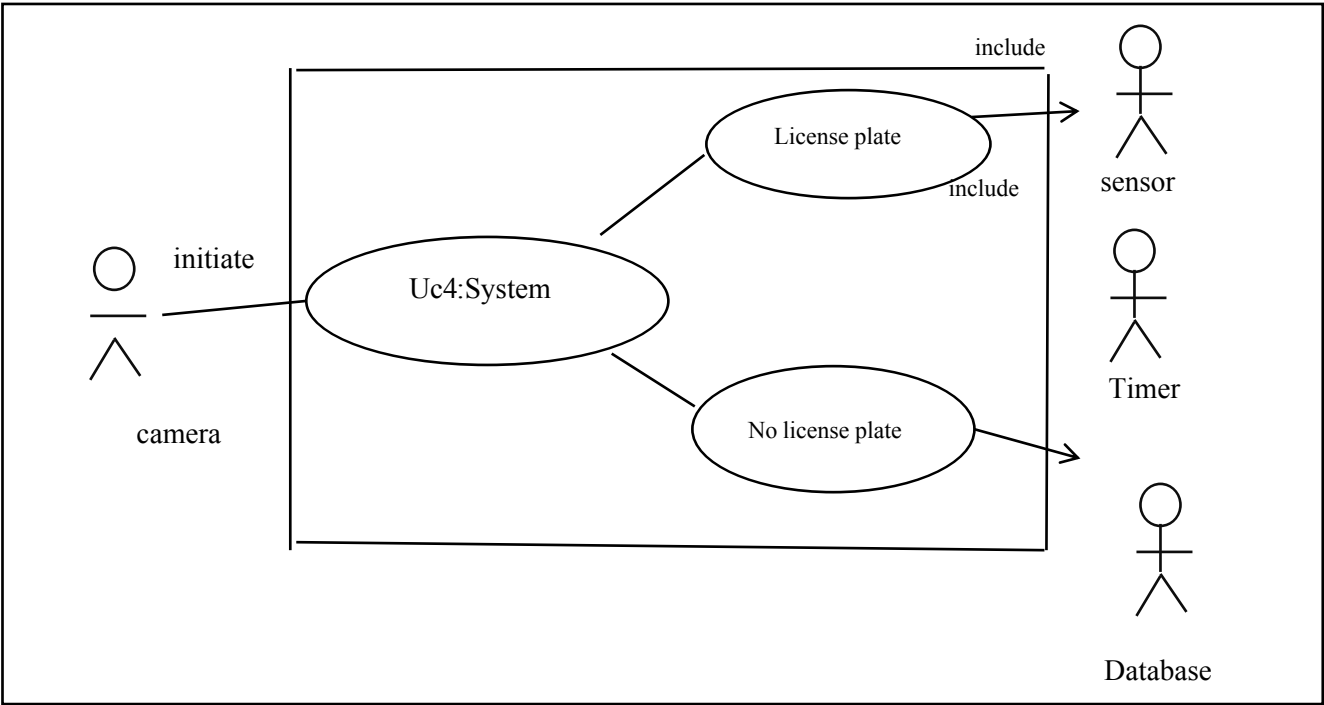 include
License plate
include
sensor
initiate
Uc4:System
Timer
camera
No license plate
Database